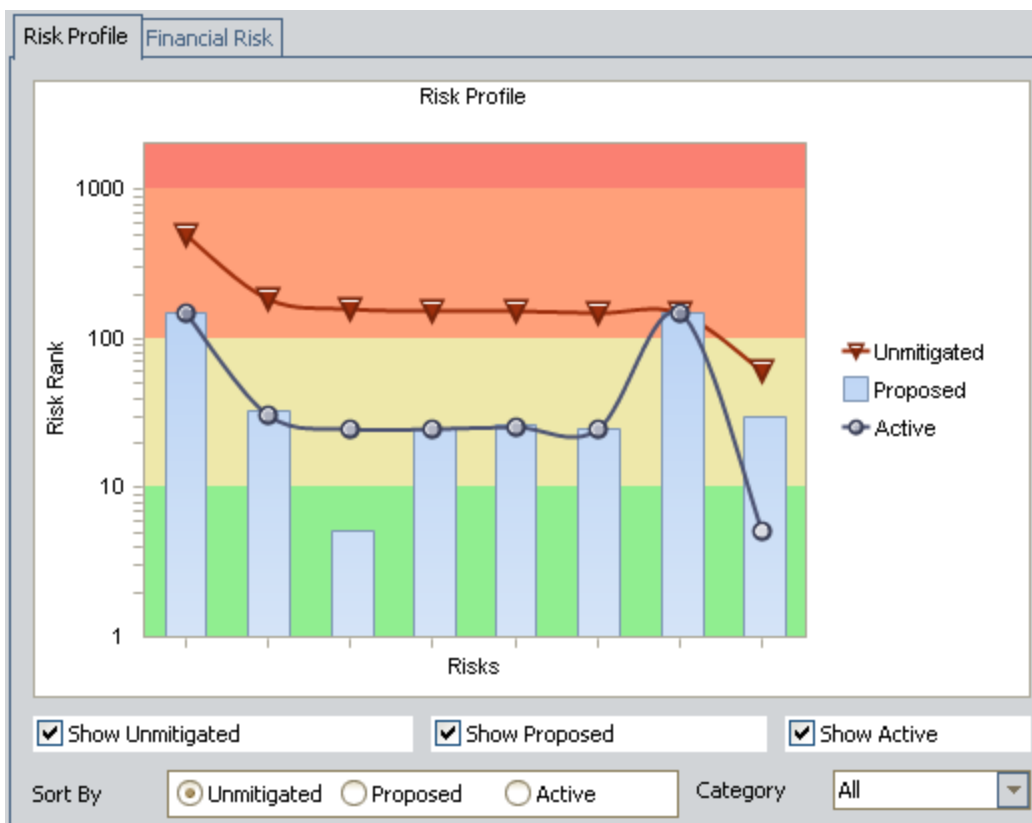 Risk Profile Financial Risk
Risk Profile
1000
100
10
1
Risk Rank
Risks
Unmitigated
Proposed
Active
Show Unmitigated Show Proposed Show Active
Sort By Unmitigated Proposed Active Category All